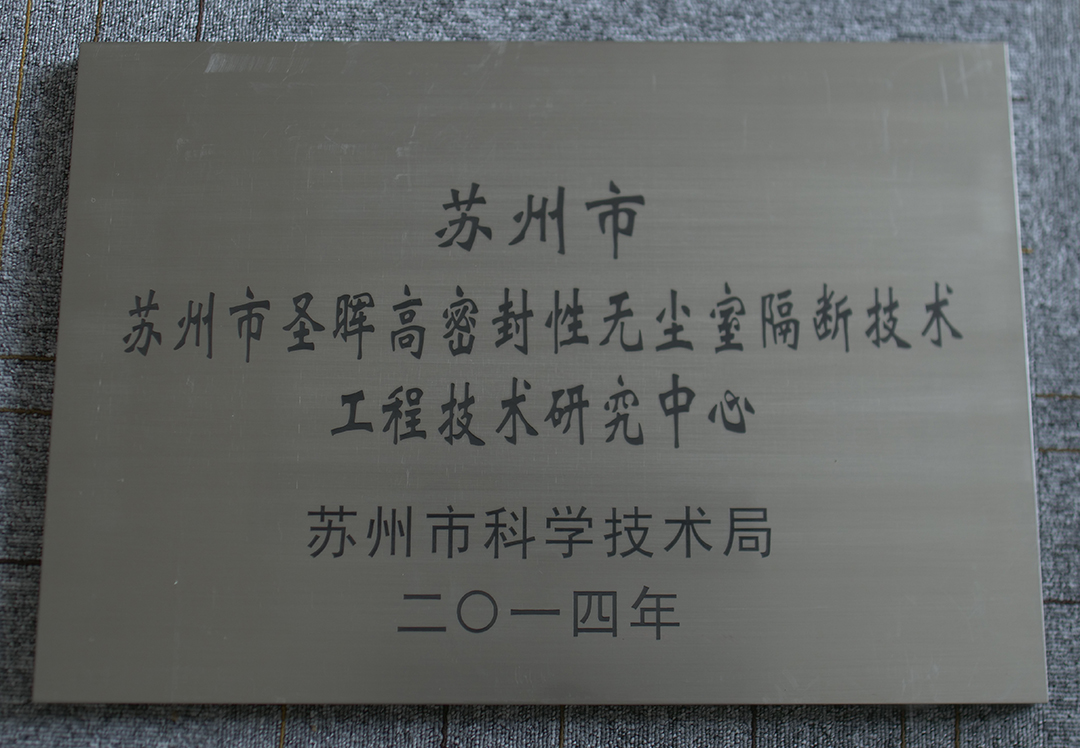 苏州市
苏州市圣晖高密封性无尘室隔断技术
工程技术研究中心
苏州市科学技术局
二〇一四年